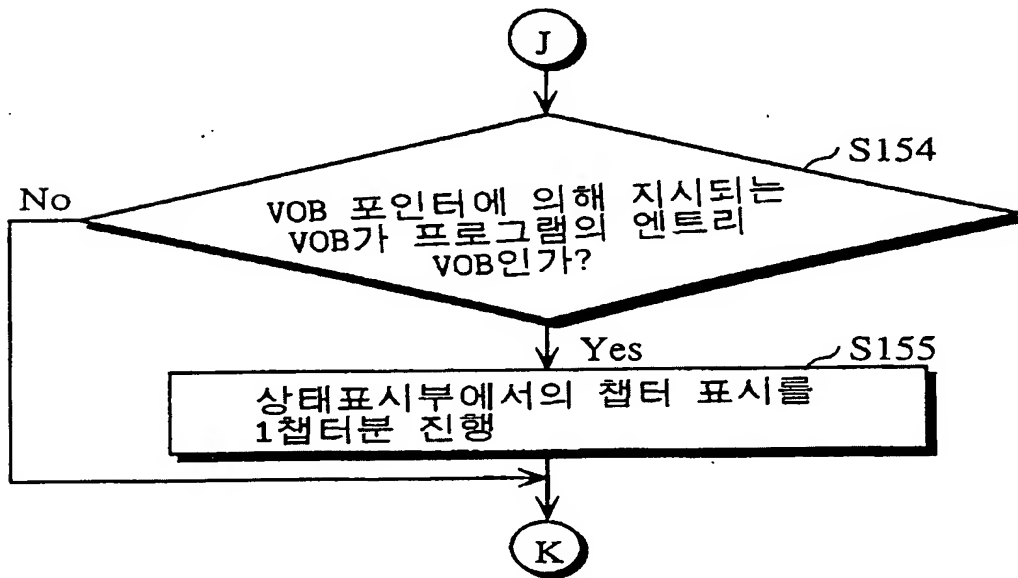 J
S154
No
VOB 포인터에 의해 지시되는
VOB가 프로그램의 엔트리
VOB인가?
Yes
S155
상태표시부에서의 챕터 표시를
1챕터분 진행
K